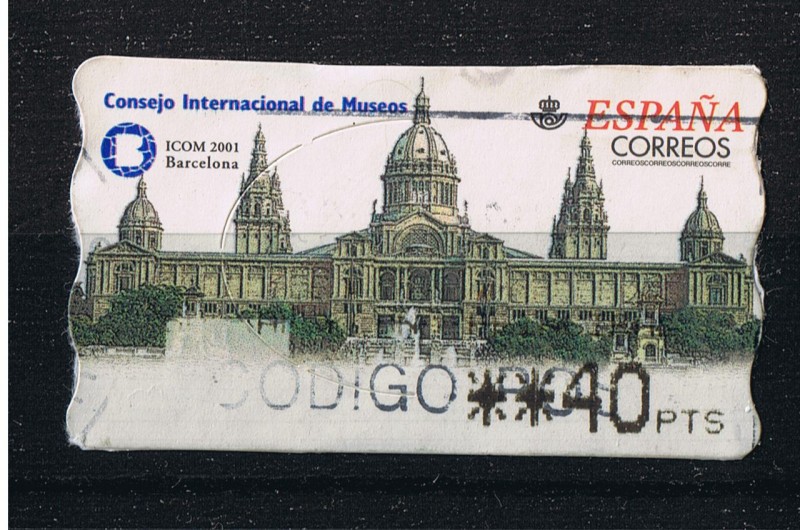 Consejo Internacional de Museos
ICOM 2001
Barcelona
ESPAÑA
CORREOS
CORREOSCORREOSCORREOSCORRE
CODIGO
**40 PTS